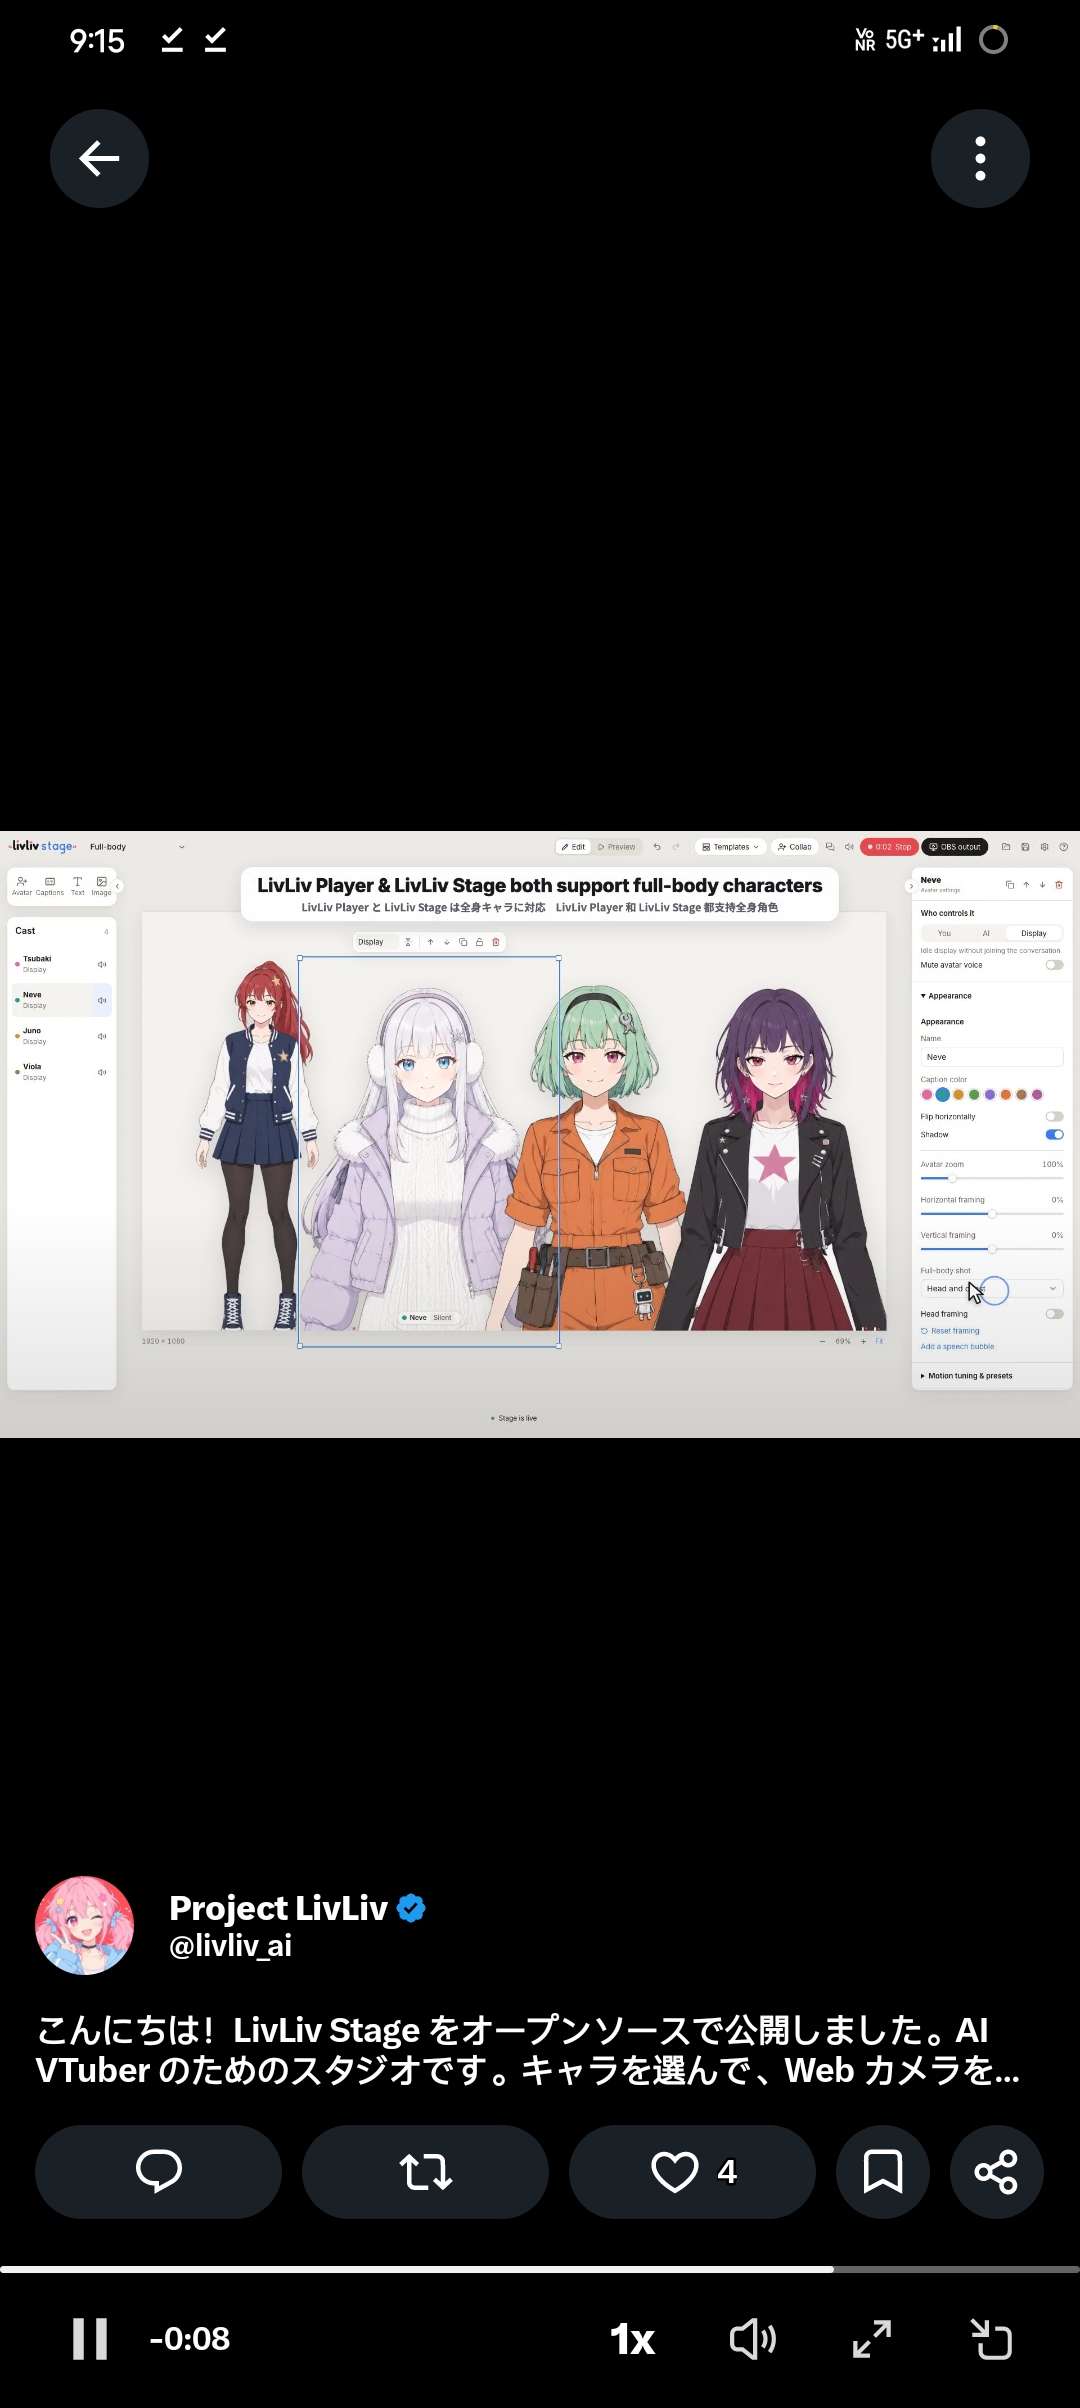 9:15
Vo NR 5G+
livliv stage
Full-body
Edit
Preview
Templates
Collab
0:02 Stop
OBS output
Avatar Captions Text Image
LivLiv Player & LivLiv Stage both support full-body characters
LivLiv Player と LivLiv Stage は全身キャラに対応 LivLiv Player 和 LivLiv Stage 都支持全身角色
Cast 4
Tsubaki
Display
Neve
Display
Juno
Display
Viola
Display
Display
Neve Silent
1920 × 1080
69% + Fit
Stage is live
Neve
Avatar settings
Who controls it
You AI Display
Idle display without joining the conversation
Mute avatar voice
Appearance
Appearance
Name
Neve
Caption color
Flip horizontally
Shadow
Avatar zoom 100%
Horizontal framing 0%
Vertical framing 0%
Full-body shot
Head and
Head framing
Reset framing
Add a speech bubble
Motion tuning & presets
Project LivLiv
@livliv_ai
こんにちは！LivLiv Stage をオープンソースで公開しました。AI
VTuber のためのスタジオです。キャラを選んで、Web カメラを...
4
-0:08
1x